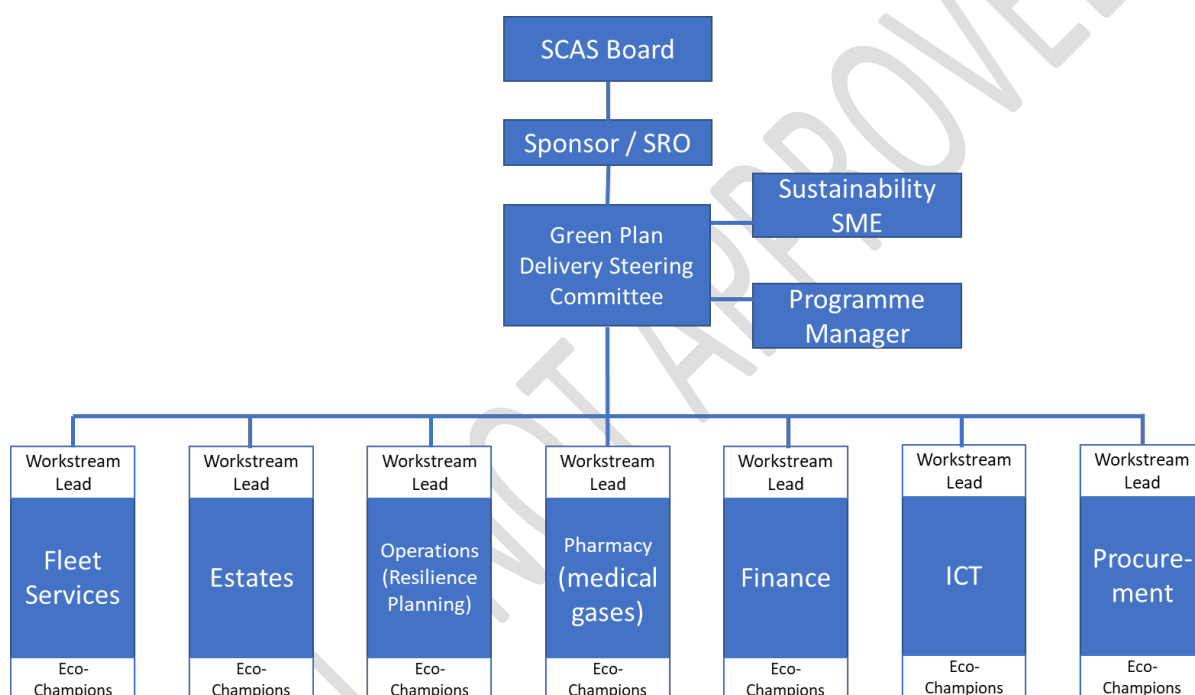 SCAS Board
Sponsor / SRO
Sustainability
SME
Green Plan
Delivery Steering
Committee
Programme
Manager
Workstream
Lead
Fleet
Services
Eco-
Champions
Workstream
Lead
Estates
Eco-
Champions
Workstream
Lead
Operations
(Resilience
Planning)
Eco-
Champions
Workstream
Lead
Pharmacy
(medical
gases)
Eco-
Champions
Workstream
Lead
Finance
Eco-
Champions
Workstream
Lead
ICT
Eco-
Champions
Workstream
Lead
Procure-
ment
Eco-
Champions
NOT APPROVE